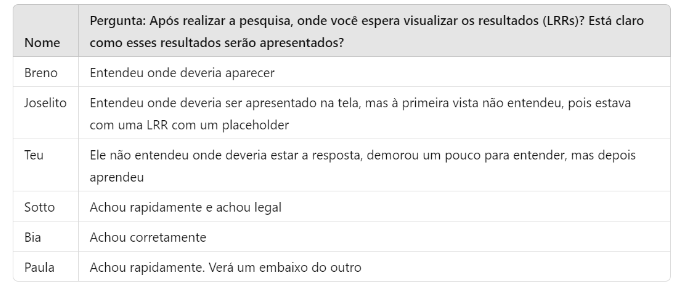 Nome
Pergunta: Após realizar a pesquisa, onde você espera visualizar os resultados (LRRs)? Está claro
como esses resultados serão apresentados?
Breno
Entendeu onde deveria aparecer
Joselito
Entendeu onde deveria ser apresentado na tela, mas à primeira vista não entendeu, pois estava
com uma LRR com um placeholder
Teu
Ele não entendeu onde deveria estar a resposta, demorou um pouco para entender, mas depois
aprendeu
Sotto
Achou rapidamente e achou legal
Bia
Achou corretamente
Paula
Achou rapidamente. Verá um embaixo do outro